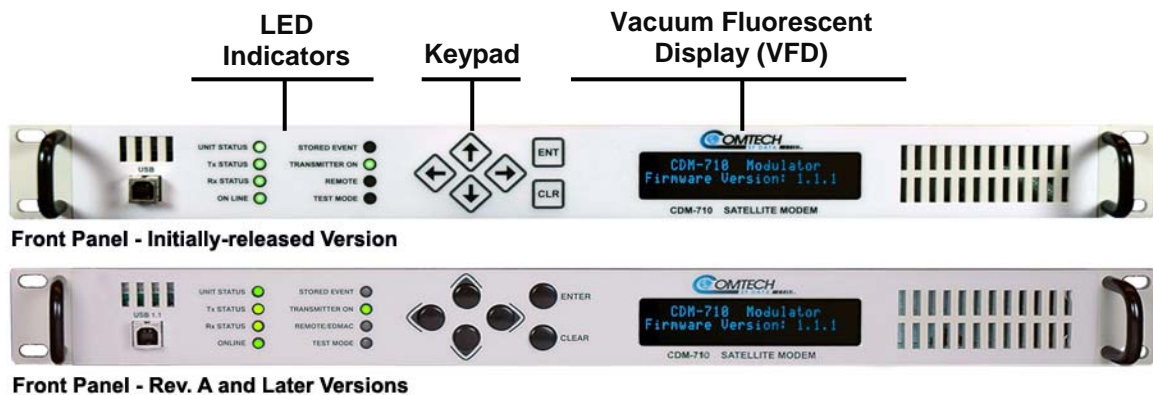 LED
Indicators
Keypad
Vacuum Fluorescent
Display (VFD)
USB
UNIT STATUS
Tx STATUS
Rx STATUS
ON LINE
STORED EVENT
TRANSMITTER ON
REMOTE
TEST MODE
ENT
CLR
COMTECH
EF DATA
CDM-710 Modulator
Firmware Version: 1.1.1
CDM-710 SATELLITE MODEM
Front Panel - Initially-released Version
USB 1.1
UNIT STATUS
Tx STATUS
Rx STATUS
ONLINE
STORED EVENT
TRANSMITTER ON
REMOTE/EDMAC
TEST MODE
ENTER
CLEAR
COMTECH
EF DATA
CDM-710 Modulator
Firmware Version: 1.1.1
CDM-710 SATELLITE MODEM
Front Panel - Rev. A and Later Versions